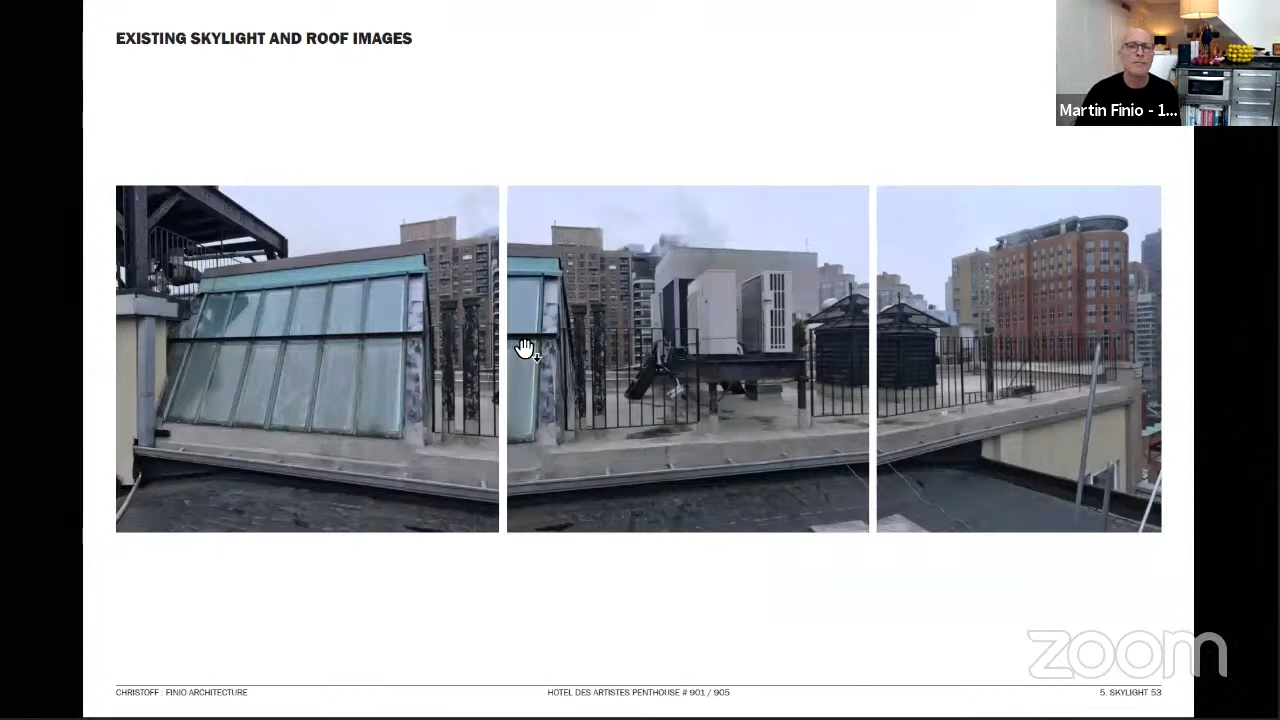 EXISTING SKYLIGHT AND ROOF IMAGES
Martin Finio - 1...
zoom
CHRISTOFF : FINIO ARCHITECTURE
HOTEL DES ARTISTES PENTHOUSE # 901 / 905
5. SKYLIGHT 53